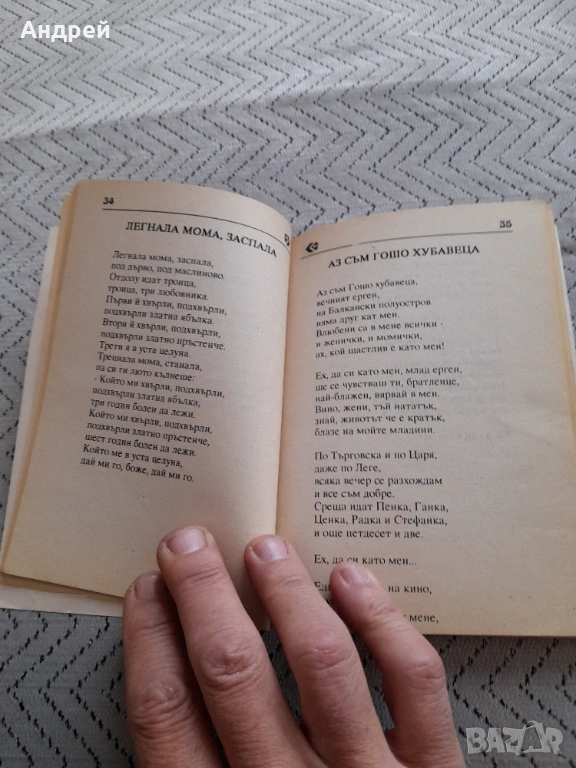 Андрей
34
ЛЕГНАЛА МОМА, ЗАСПАЛА
Легнала мома, заспала,
под дърво, под маслиново.
Отдолу идат троица,
троица, три любовника.
Първи й хвърли, подхвърли,
подхвърли златна ябълка.
Втори й хвърли, подхвърли,
подхвърли златно пръстенче.
Трети я в уста целуна.
Трепнала мома, станала,
па си ги люто кълнеше:
- Който ми хвърли, подхвърли,
подхвърли златна ябълка,
три годин болен да лежи.
Който ми хвърли, подхвърли,
подхвърли златно пръстенче,
шест годин болен да лежи.
Който ме в уста целуна,
дай ми го, боже, дай ми го.
35
АЗ СЪМ ГОШО ХУБАВЕЦА
Аз съм Гошо хубавеца,
вечният ерген,
на Балкански полуостров
няма друг кат мен.
Влюбени са в мене всички -
и женички, и момички,
ах, кой щастлив е като мен!
Ех, да си като мен, млад ерген,
ще се чувстваш ти, братленце,
най-блажен, вярвай в мен.
Вино, жени, тъй нататък,
знай, животът че е кратък,
блазе на мойте младини.
По Търговска и по Царя,
даже по Леге,
всяка вечер се разхождам
и все съм добре.
Среща идат Пенка, Ганка,
Ценка, Радка и Стефанка,
и още петдесет и две.
Ех, да си като мен...
на кино,
мене,
BAZAR